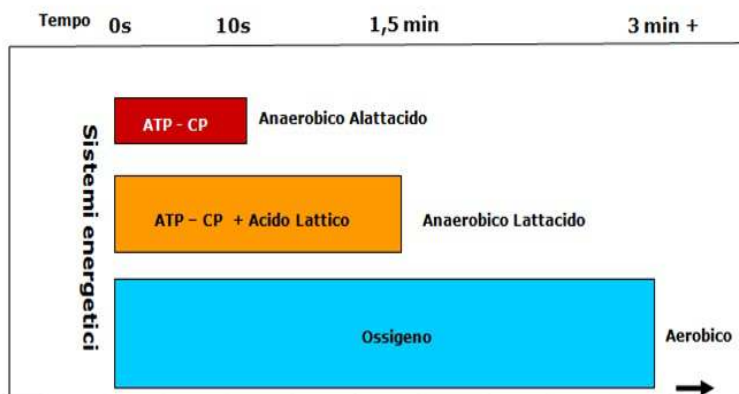 Tempo 0s 10s 1,5 min 3 min +
ATP - CP Anaerobico Alattacido
Sistemi energetici
ATP – CP + Acido Lattico Anaerobico Lattacido
Ossigeno Aerobico